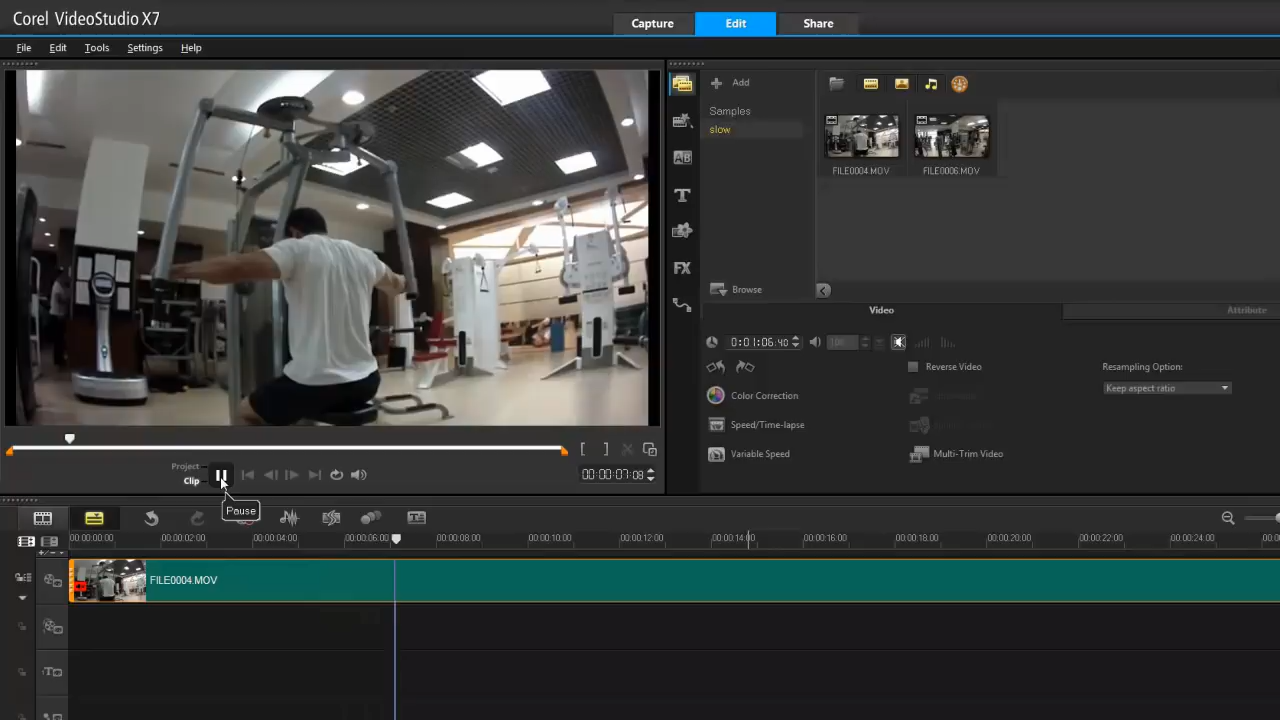 Corel VideoStudio X7
Capture
Edit
Share
File
Edit
Tools
Settings
Help
Add
Samples
slow
FILE0004.MOV
FILE0006.MOV
Browse
Video
Attribute
0:01:06:40
100
Reverse Video
Resampling Option:
Keep aspect ratio
Color Correction
Speed/Time-lapse
Variable Speed
Multi-Trim Video
Project
Clip
00:00:07:08
Pause
00:00:00:00
00:00:02:00
00:00:04:00
00:00:06:00
00:00:08:00
00:00:10:00
00:00:12:00
00:00:14:00
00:00:16:00
00:00:18:00
00:00:20:00
00:00:22:00
00:00:24:00
FILE0004.MOV